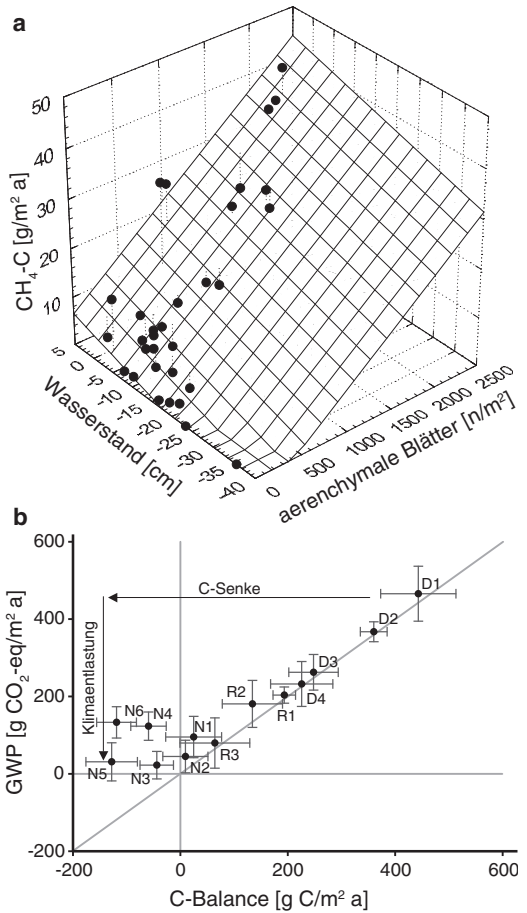 a
50
40
30
20
10
CH4-C [g/m² a]
5
0
-5
-10
-15
-20
-25
-30
-35
-40
Wasserstand [cm]
0
500
1000
1500
2000
2500
aerenchymale Blätter [n/m²]
b
600
400
200
0
-200
GWP [g CO2-eq/m² a]
C-Senke
Klimaentlastung
D1
D2
D3
D4
R2
R1
N6
N4
N1
R3
N5
N3
N2
-200
0
200
400
600
C-Balance [g C/m² a]